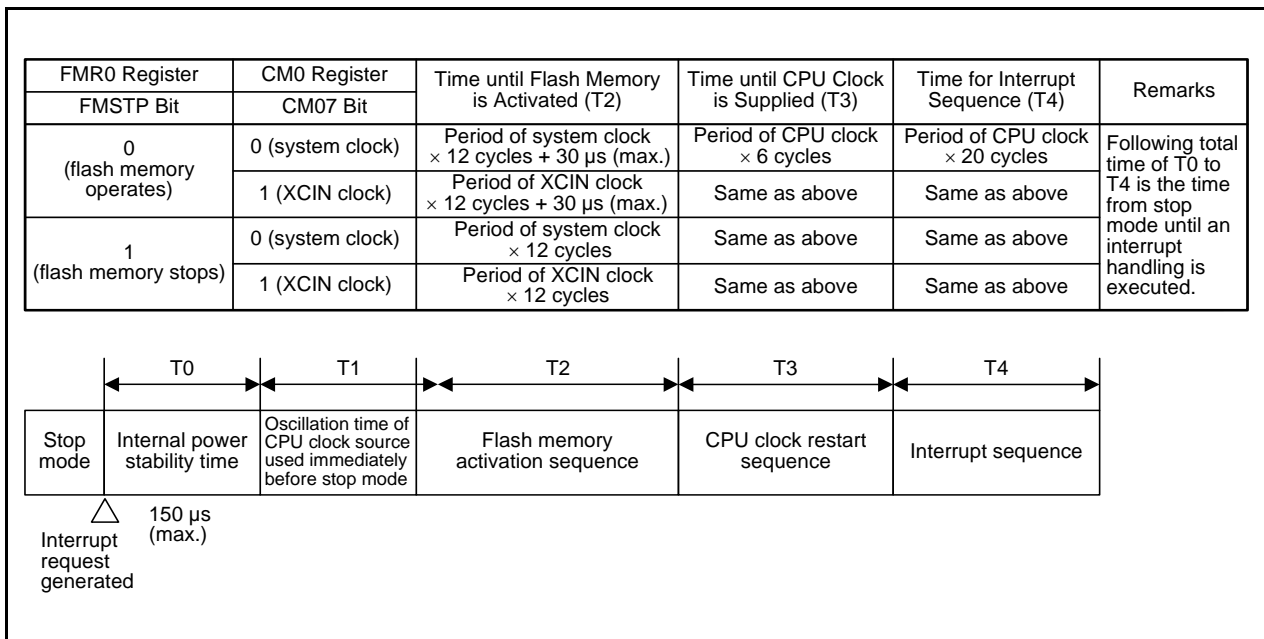 FMR0 Register
CM0 Register
Time until Flash Memory
is Activated (T2)
Time until CPU Clock
is Supplied (T3)
Time for Interrupt
Sequence (T4)
Remarks
FMSTP Bit
CM07 Bit
0
(flash memory
operates)
0 (system clock)
Period of system clock
× 12 cycles + 30 µs (max.)
Period of CPU clock
× 6 cycles
Period of CPU clock
× 20 cycles
Following total
time of T0 to
T4 is the time
from stop
mode until an
interrupt
handling is
executed.
1 (XCIN clock)
Period of XCIN clock
× 12 cycles + 30 µs (max.)
Same as above
Same as above
1
(flash memory stops)
0 (system clock)
Period of system clock
× 12 cycles
Same as above
Same as above
1 (XCIN clock)
Period of XCIN clock
× 12 cycles
Same as above
Same as above
T0
T1
T2
T3
T4
Stop
mode
Internal power
stability time
Oscillation time of
CPU clock source
used immediately
before stop mode
Flash memory
activation sequence
CPU clock restart
sequence
Interrupt sequence
150 µs
(max.)
Interrupt
request
generated